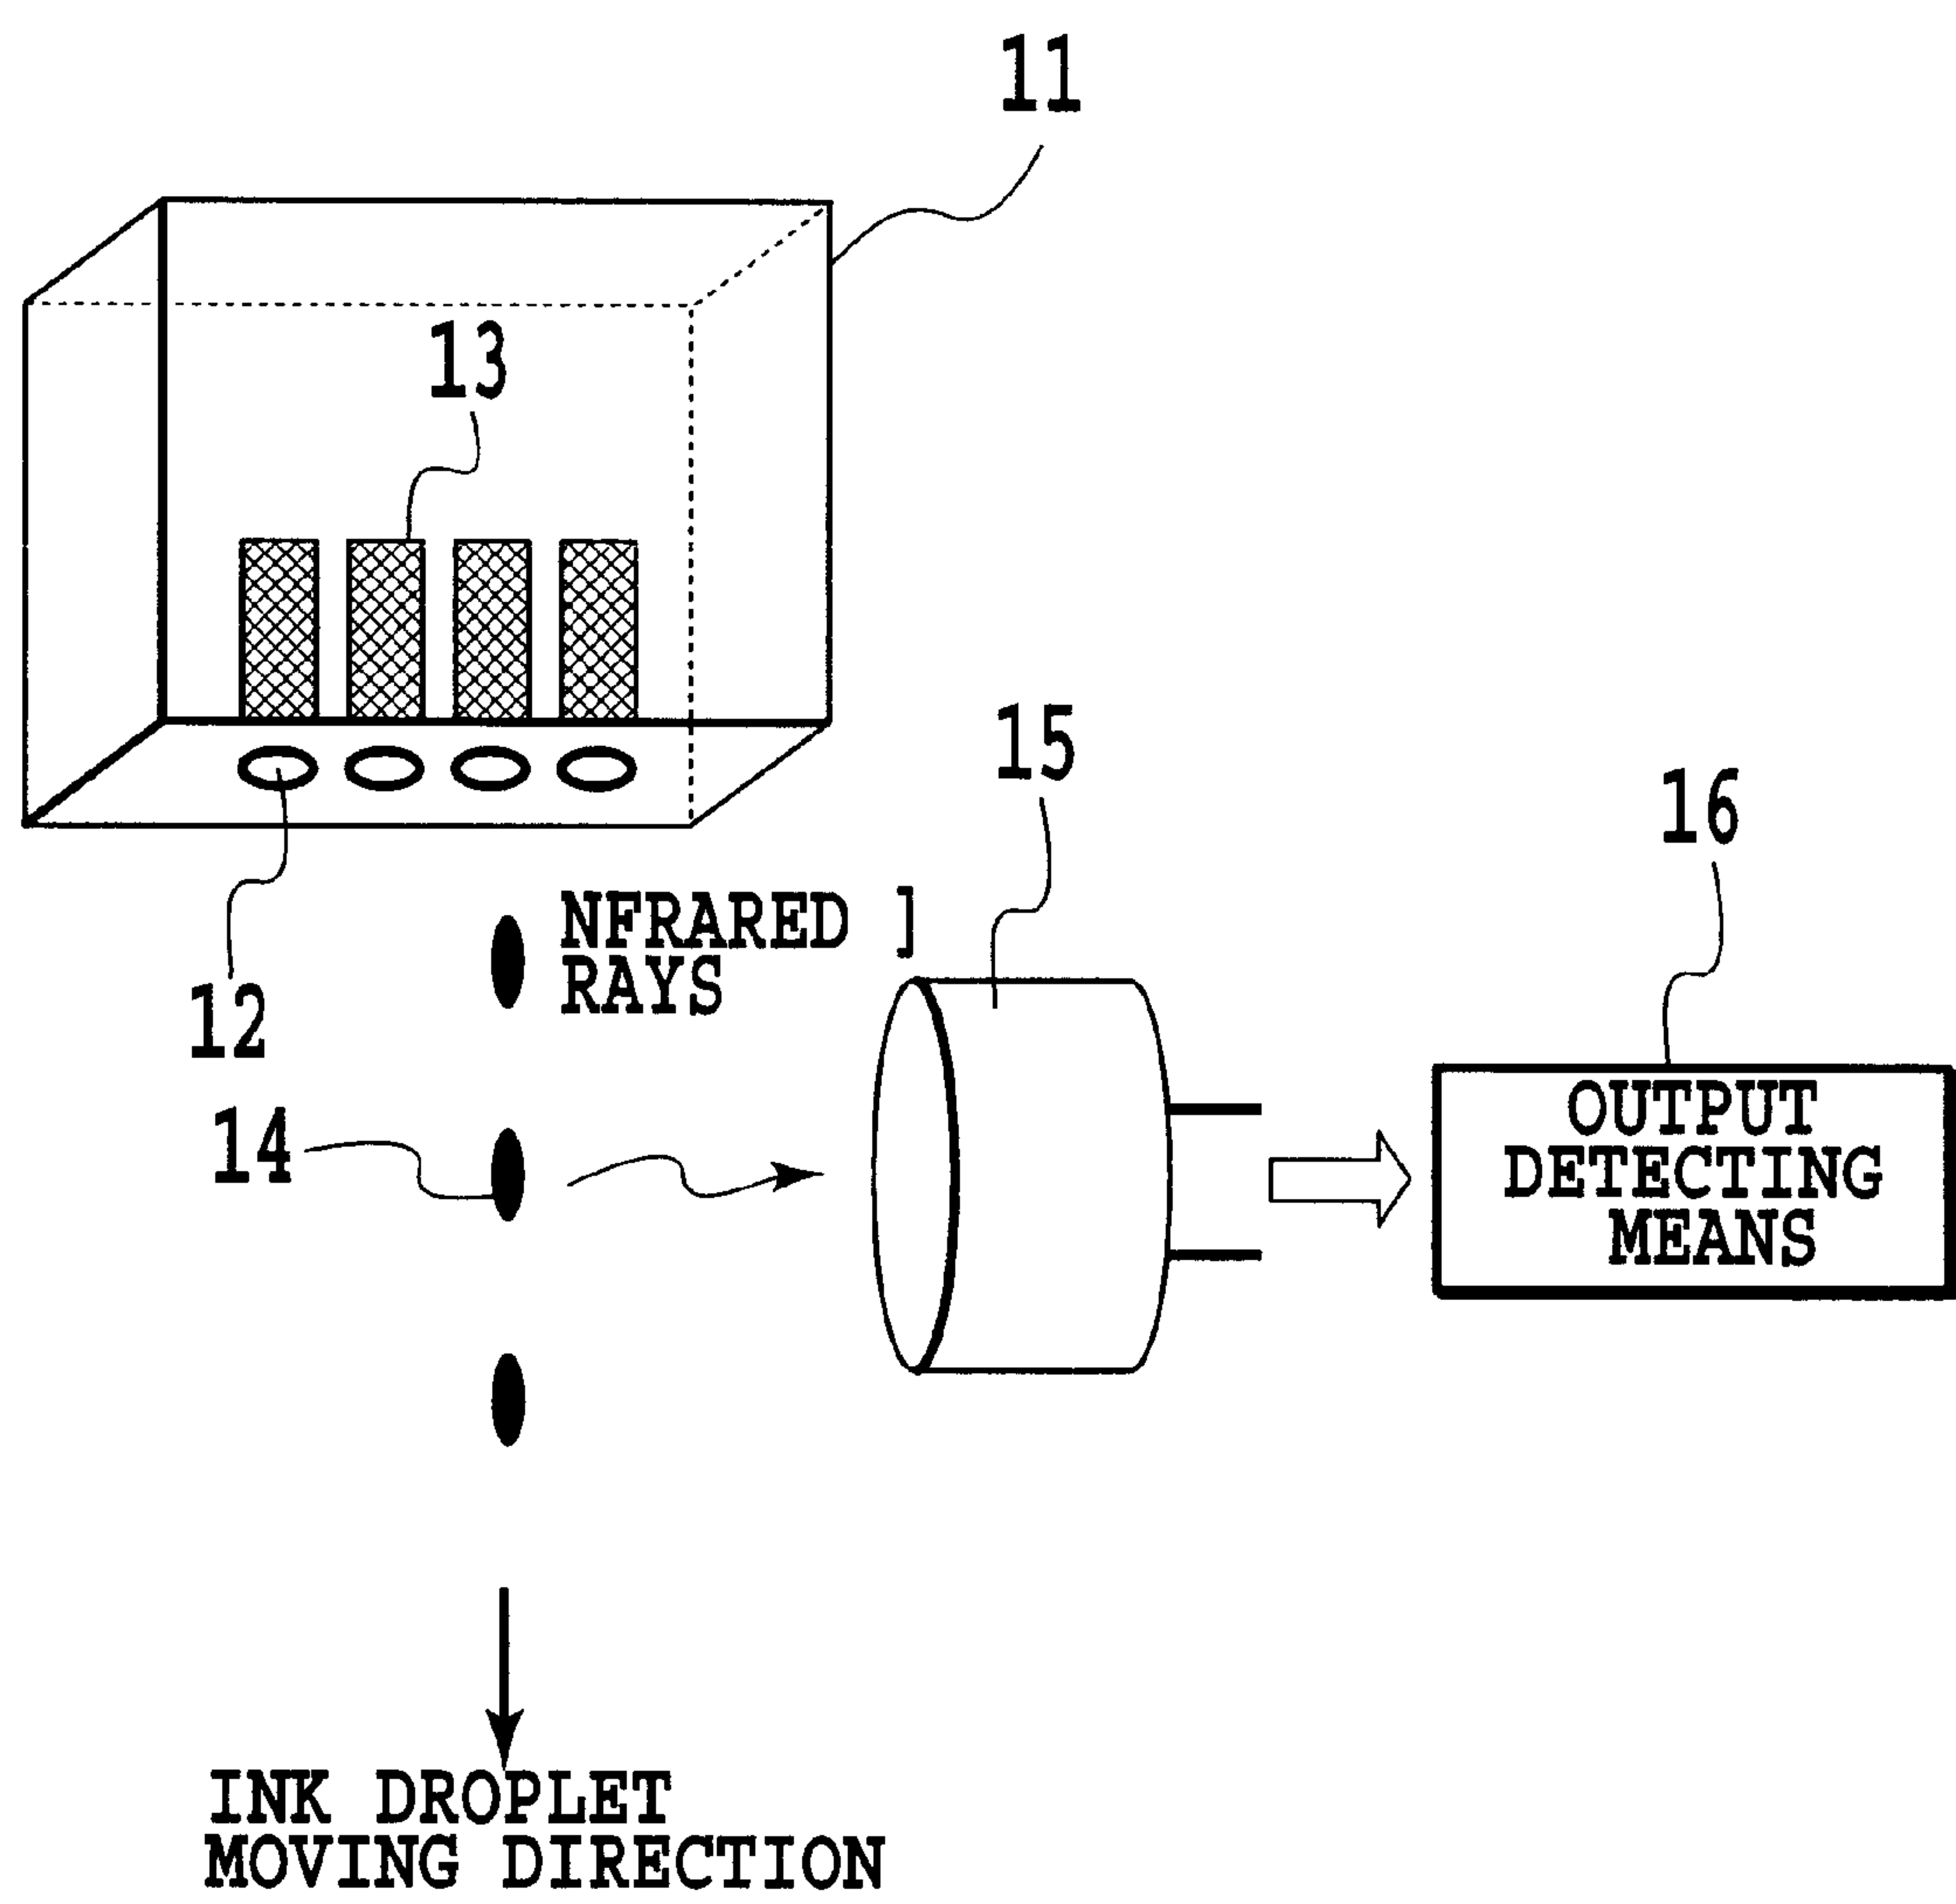 11
13
15
16
NFRARED ]
RAYS
12
14
OUTPUT
DETECTING
MEANS
INK DROPLET
MOVING DIRECTION